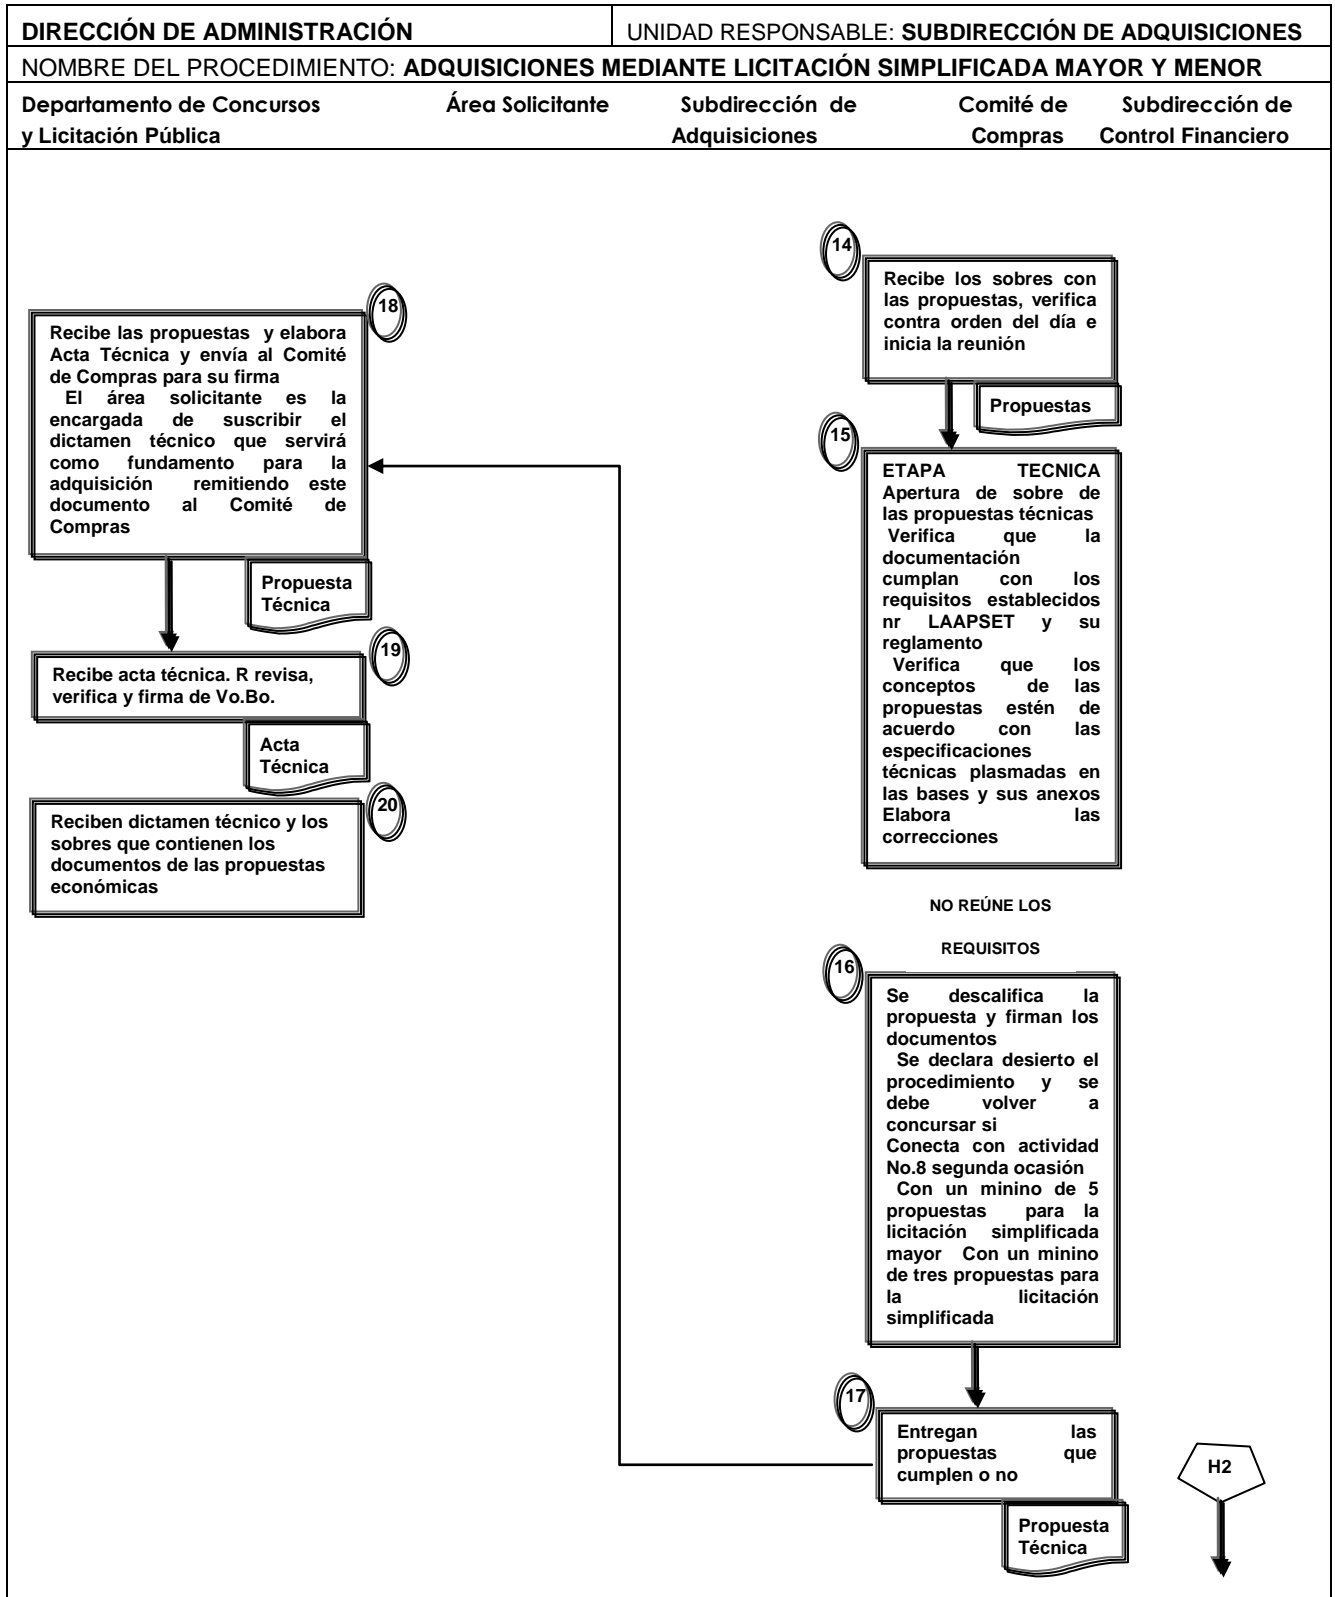 DIRECCIÓN DE ADMINISTRACIÓN
UNIDAD RESPONSABLE: SUBDIRECCIÓN DE ADQUISICIONES
NOMBRE DEL PROCEDIMIENTO: ADQUISICIONES MEDIANTE LICITACIÓN SIMPLIFICADA MAYOR Y MENOR
Departamento de Concursos
y Licitación Pública
Área Solicitante
Subdirección de
Adquisiciones
Comité de
Compras
Subdirección de
Control Financiero
14
Recibe los sobres con
las propuestas, verifica
contra orden del día e
inicia la reunión
Propuestas
15
ETAPA TECNICA
Apertura de sobre de
las propuestas técnicas
Verifica que la
documentación
cumplan con los
requisitos establecidos
nr LAAPSET y su
reglamento
Verifica que los
conceptos de las
propuestas estén de
acuerdo con las
especificaciones
técnicas plasmadas en
las bases y sus anexos
Elabora las
correcciones
NO REÚNE LOS
REQUISITOS
16
Se descalifica la
propuesta y firman los
documentos
Se declara desierto el
procedimiento y se
debe volver a
concursar si
Conecta con actividad
No.8 segunda ocasión
Con un minino de 5
propuestas para la
licitación simplificada
mayor Con un minino
de tres propuestas para
la licitación
simplificada
17
Entregan las
propuestas que
cumplen o no
Propuesta
Técnica
H2
18
Recibe las propuestas y elabora
Acta Técnica y envía al Comité
de Compras para su firma
El área solicitante es la
encargada de suscribir el
dictamen técnico que servirá
como fundamento para la
adquisición remitiendo este
documento al Comité de
Compras
Propuesta
Técnica
19
Recibe acta técnica. R revisa,
verifica y firma de Vo.Bo.
Acta
Técnica
20
Reciben dictamen técnico y los
sobres que contienen los
documentos de las propuestas
económicas